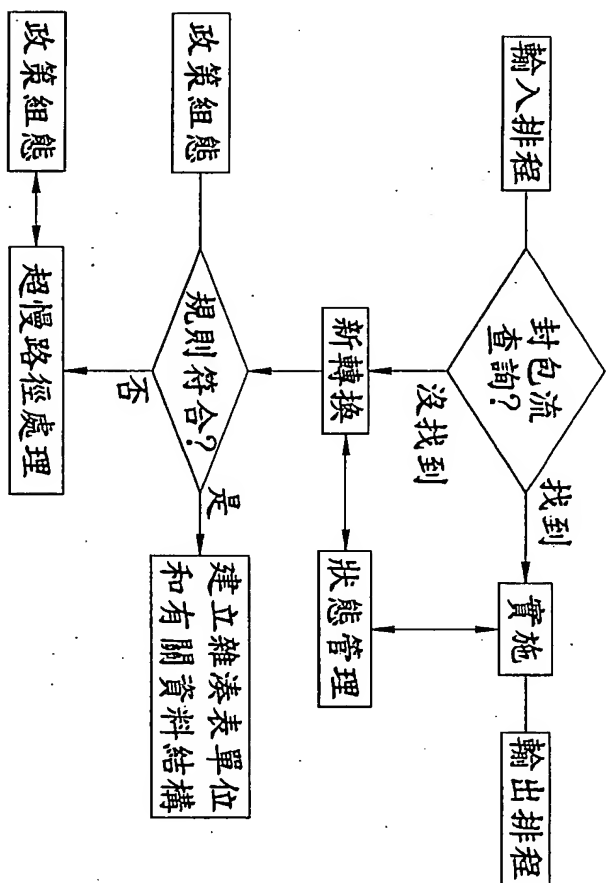 輸入排程
封包流
查詢?
找到
實施
輸出排程
沒找到
新轉換
狀態管理
政策組態
規則符合?
是
建立雜湊表單位
和有關資料結構
否
政策組態
超慢路徑處理